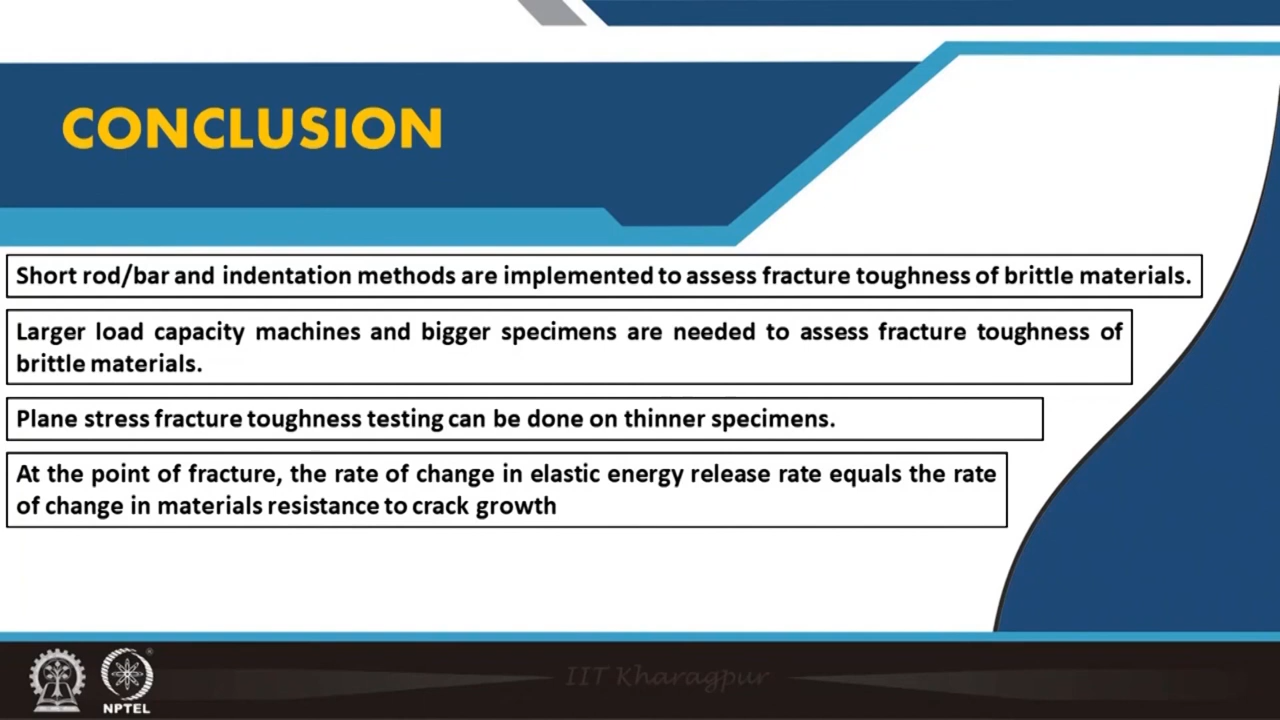 CONCLUSION
Short rod/bar and indentation methods are implemented to assess fracture toughness of brittle materials.
Larger load capacity machines and bigger specimens are needed to assess fracture toughness of
brittle materials.
Plane stress fracture toughness testing can be done on thinner specimens.
At the point of fracture, the rate of change in elastic energy release rate equals the rate
of change in materials resistance to crack growth
IIT Kharagpur
NPTEL